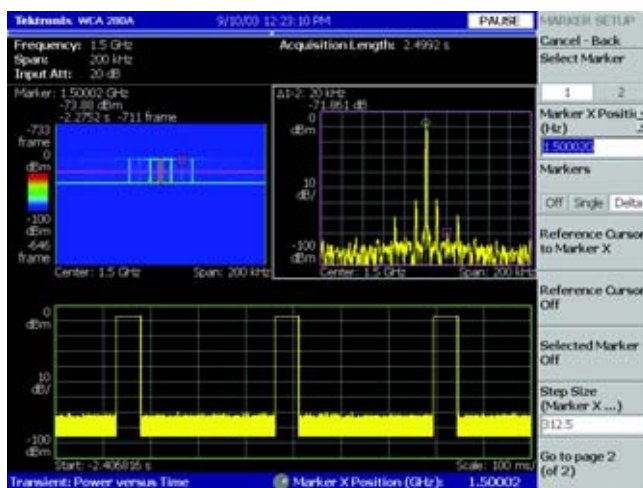 Tektronix WCA 280A 9/10/03 12:23:10 PM PAUSE
Frequency: 1.5 GHz Acquisition Length: 2.4992 s
Span: 200 kHz
Input Att: 20 dB
Marker: 1.50002 GHz
-73.88 dBm
-2.2752 s -711 frame
-733
frame
0
dBm
-100
dBm
-646
frame
Center: 1.5 GHz Span: 200 kHz
Δ1-2: 20 kHz
-71.861 dB
0
dBm
10
dB/
-100
dBm
Center: 1.5 GHz Span: 200 kHz
0
dBm
10
dB/
-100
dBm
Start: -2.406816 s Scale: 100 ms/
Transient: Power versus Time Marker X Position (GHz): 1.50002
MARKER SETUP
Cancel - Back
Select Marker
1 2
Marker X Positi
(Hz)
1.50002G
Markers
Off Single Delta
Reference Cursor
to Marker X
Reference Cursor
Off
Selected Marker
Off
Step Size
(Marker X ...)
312.5
Go to page 2
(of 2)